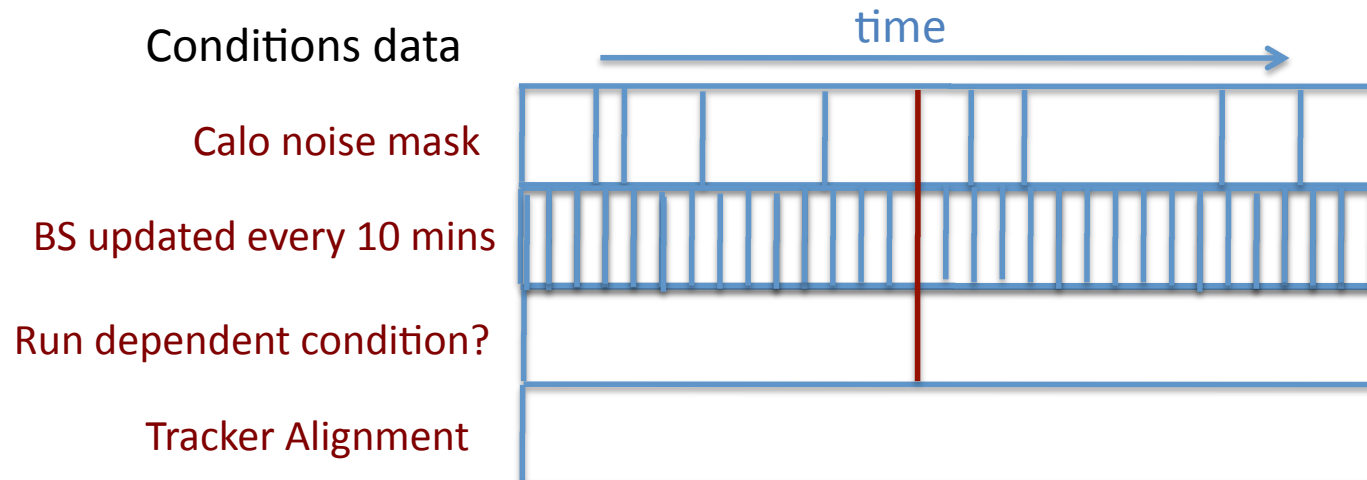 Conditions data
time
Calo noise mask
BS updated every 10 mins
Run dependent condition?
Tracker Alignment